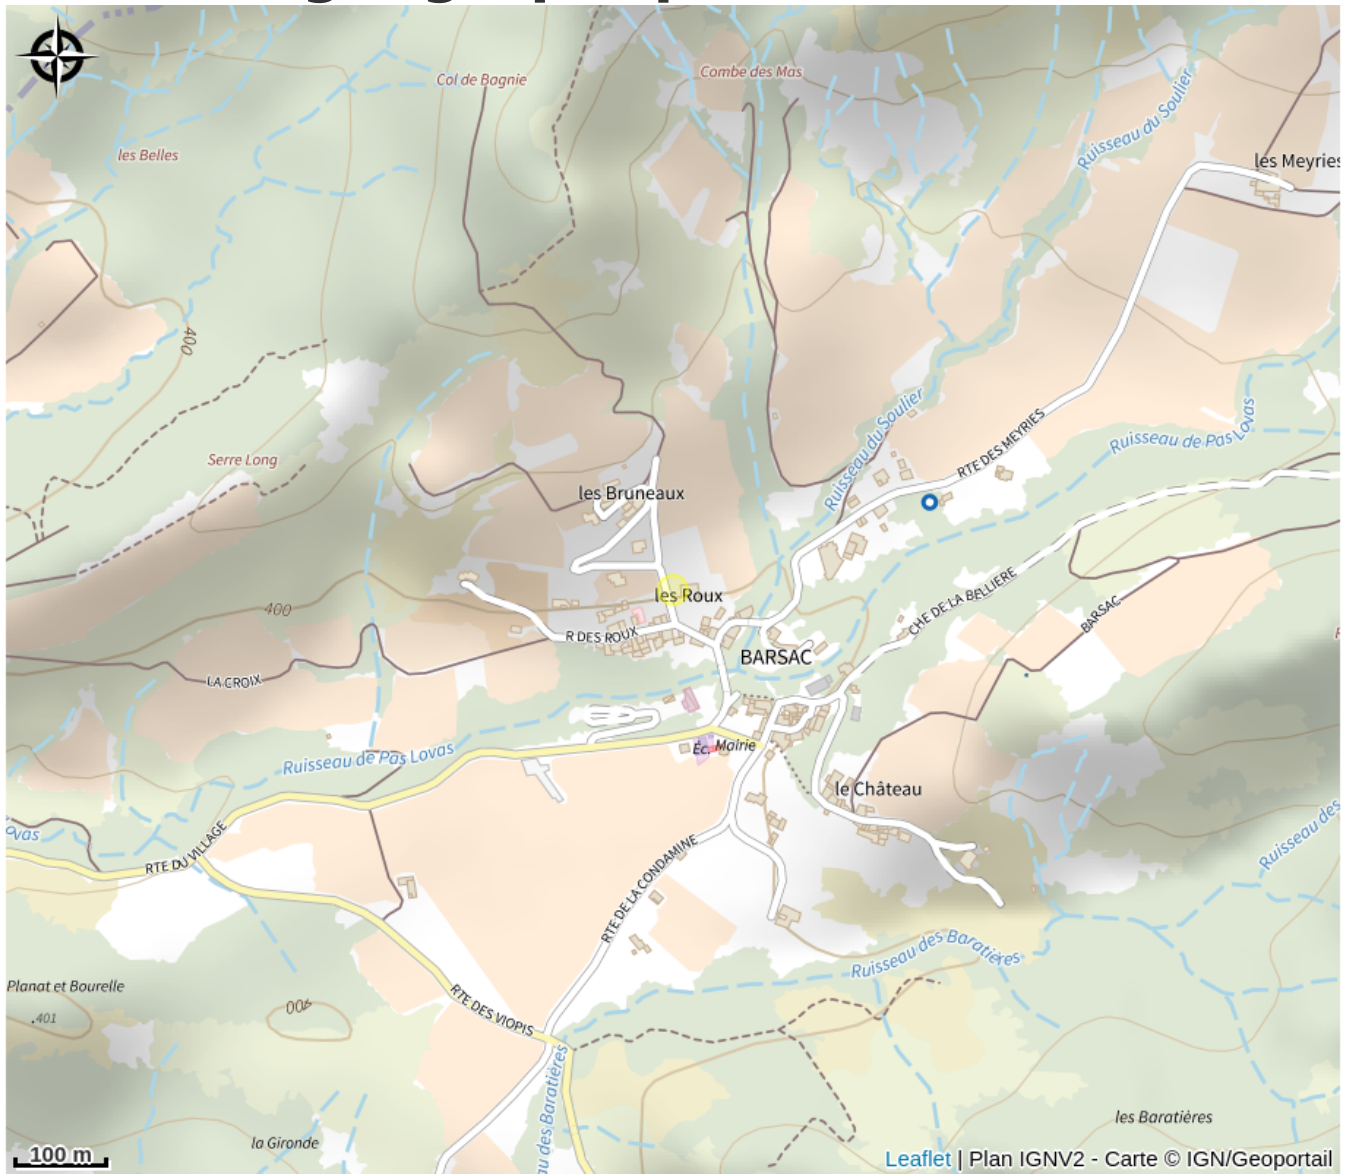 Col de Bagnie
Combe des Mas
Ruisseau du Soulier
les Belles
les Meyries
400
Ruisseau du Soulier
RTE DES MEYRIES
Ruisseau de Pas Lovas
Serre Long
les Bruneaux
les Roux
CHE DE LA BELLIERE
400
BARSAC
R DES ROUX
BARSAC
LA CROIX
Ruisseau de Pas Lovas
Éc.
Mairie
le Château
ovas
RTE DU VILLAGE
Ruisseau des
RTE DE LA CONDAMINE
Ruisseau des Baratières
Planat et Bourelle
RTE DES VIOPIS
400
.401
au des Baratières
les Baratières
la Gironde
100 m
Leaflet | Plan IGNV2 - Carte © IGN/Geoportail